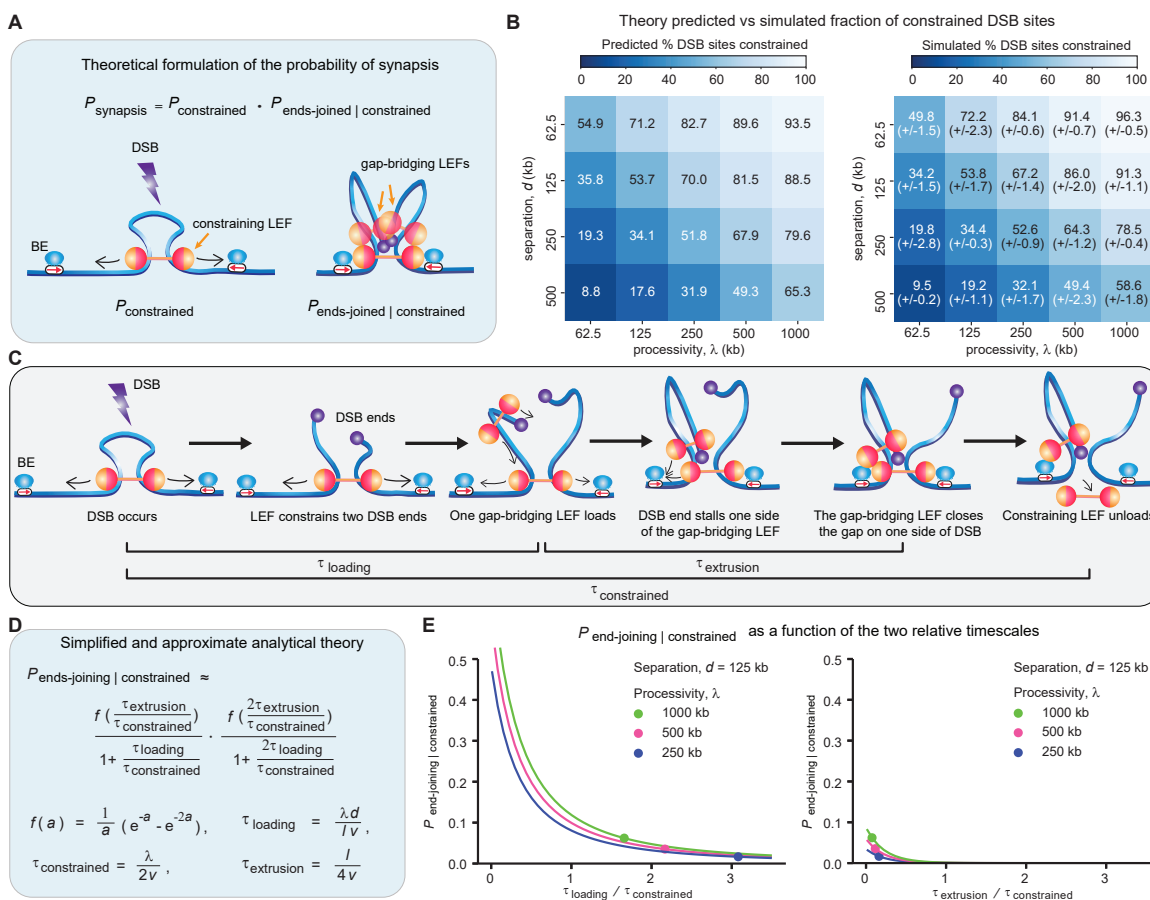 A
Theoretical formulation of the probability of synapsis
P synapsis = P constrained · P ends-joined | constrained
DSB
gap-bridging LEFs
constraining LEF
BE
P constrained
P ends-joined | constrained
B
Theory predicted vs simulated fraction of constrained DSB sites
Predicted % DSB sites constrained
0 20 40 60 80 100
separation, d (kb)
62.5 54.9 71.2 82.7 89.6 93.5
125 35.8 53.7 70.0 81.5 88.5
250 19.3 34.1 51.8 67.9 79.6
500 8.8 17.6 31.9 49.3 65.3
62.5 125 250 500 1000
processivity, λ (kb)
Simulated % DSB sites constrained
0 20 40 60 80 100
separation, d (kb)
62.5 49.8 72.2 84.1 91.4 96.3
(+/-1.5) (+/-2.3) (+/-0.6) (+/-0.7) (+/-0.5)
125 34.2 53.8 67.2 86.0 91.3
(+/-1.5) (+/-1.7) (+/-1.4) (+/-2.0) (+/-1.1)
250 19.8 34.4 52.6 64.3 78.5
(+/-2.8) (+/-0.3) (+/-0.9) (+/-1.2) (+/-0.4)
500 9.5 19.2 32.1 49.4 58.6
(+/-0.2) (+/-1.1) (+/-1.7) (+/-2.3) (+/-1.8)
62.5 125 250 500 1000
processivity, λ (kb)
C
DSB
BE
DSB ends
DSB occurs
LEF constrains two DSB ends
One gap-bridging LEF loads
DSB end stalls one side
of the gap-bridging LEF
The gap-bridging LEF closes
the gap on one side of DSB
Constraining LEF unloads
τ loading
τ extrusion
τ constrained
D
Simplified and approximate analytical theory
P ends-joining | constrained ≈
f ( τ extrusion / τ constrained ) / ( 1+ τ loading / τ constrained ) · f ( 2τ extrusion / τ constrained ) / ( 1+ 2τ loading / τ constrained )
f(a) = 1/a (e^-a - e^-2a), τ loading = λd / lv ,
τ constrained = λ / 2v , τ extrusion = l / 4v
E
P end-joining | constrained as a function of the two relative timescales
P end-joining | constrained
0.5
0.4
0.3
0.2
0.1
0.0
0 1 2 3
τ loading / τ constrained
Separation, d = 125 kb
Processivity, λ
1000 kb
500 kb
250 kb
P end-joining | constrained
0.5
0.4
0.3
0.2
0.1
0.0
0 1 2 3
τ extrusion / τ constrained
Separation, d = 125 kb
Processivity, λ
1000 kb
500 kb
250 kb